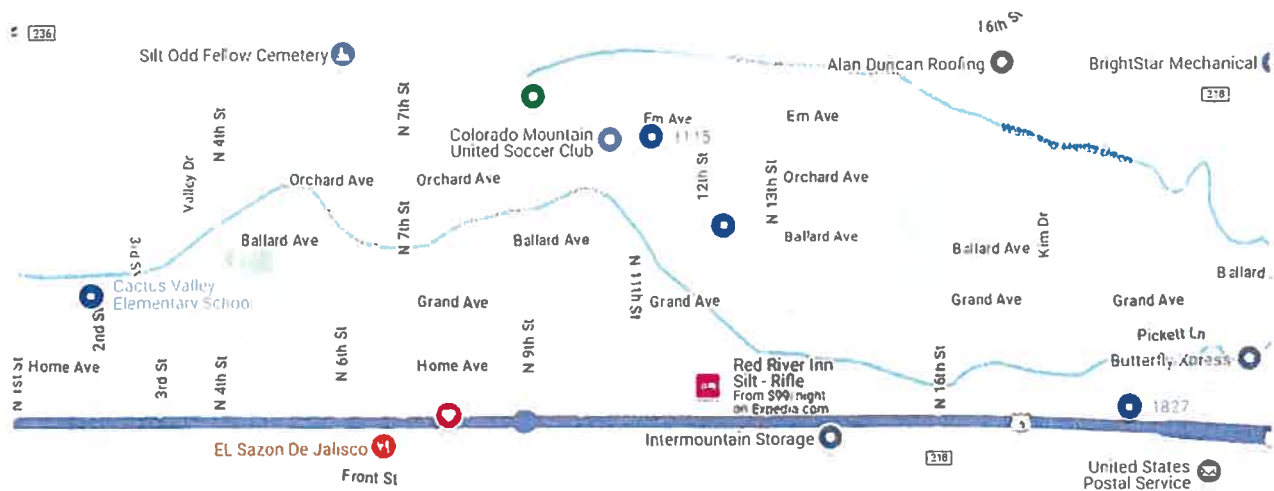 16th St
236
Silt Odd Fellow Cemetery
Alan Duncan Roofing
BrightStar Mechanical
218
N 4th St
N 7th St
Em Ave
Em Ave
Colorado Mountain
United Soccer Club
1115
12th St
Valley Dr
Orchard Ave
Orchard Ave
N 13th St
Orchard Ave
N 7th St
3rd St
Ballard Ave
Ballard Ave
Ballard Ave
Ballard Ave
Kim Dr
Ballard
Cactus Valley
Elementary School
2nd St
Grand Ave
N 11th St
Grand Ave
Grand Ave
Grand Ave
Pickett Ln
N 1st St
Home Ave
3rd St
N 4th St
N 6th St
Home Ave
N 9th St
Red River Inn
Silt - Rifle
From $99/night
on Expedia.com
N 16th St
Butterfly Xpress
1827
EL Sazon De Jalisco
Intermountain Storage
Front St
218
United States
Postal Service